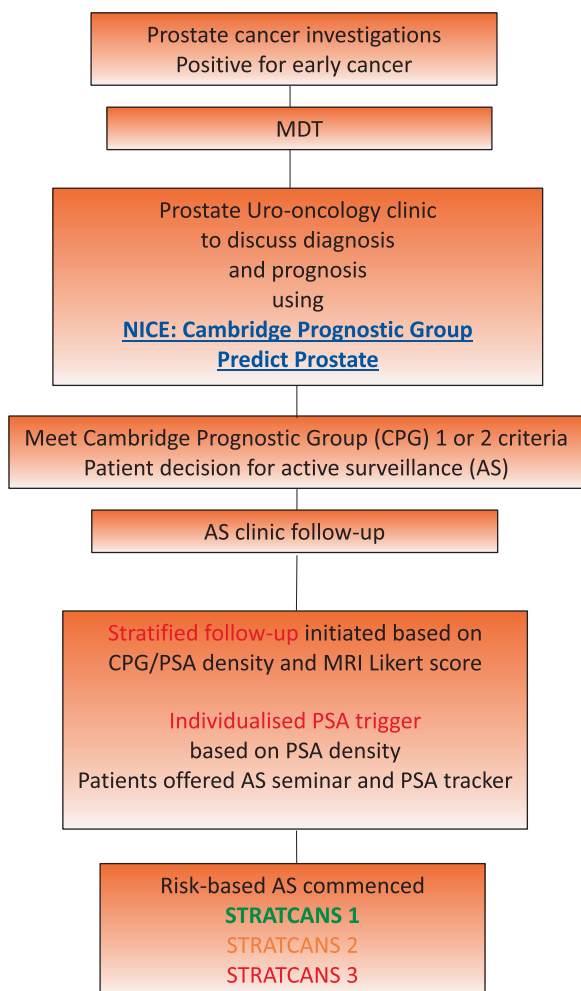 Prostate cancer investigations
Positive for early cancer
MDT
Prostate Uro-oncology clinic
to discuss diagnosis
and prognosis
using
NICE: Cambridge Prognostic Group
Predict Prostate
Meet Cambridge Prognostic Group (CPG) 1 or 2 criteria
Patient decision for active surveillance (AS)
AS clinic follow-up
Stratified follow-up initiated based on
CPG/PSA density and MRI Likert score
Individualised PSA trigger
based on PSA density
Patients offered AS seminar and PSA tracker
Risk-based AS commenced
STRATCANS 1
STRATCANS 2
STRATCANS 3